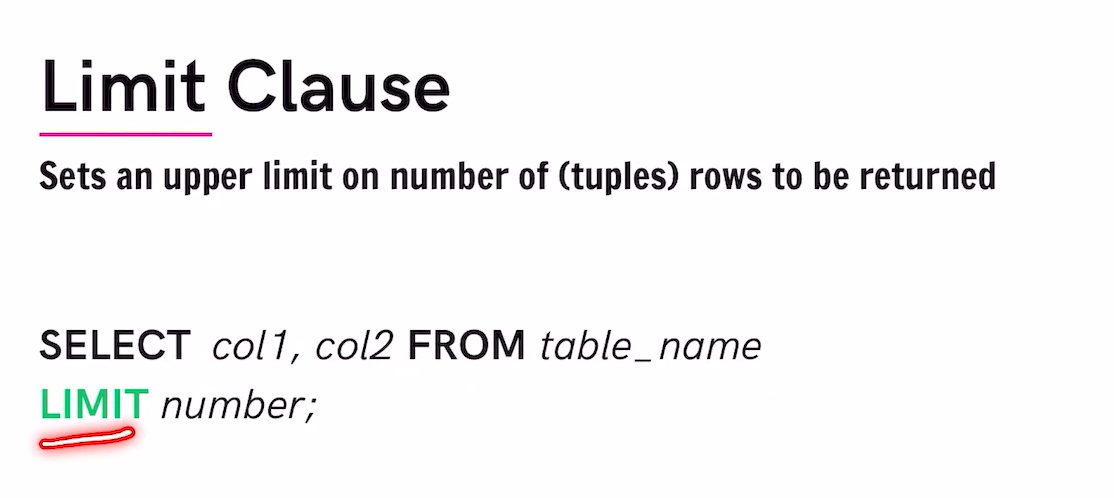 Limit Clause
Sets an upper limit on number of (tuples) rows to be returned
SELECT col1, col2 FROM table_name
LIMIT number;